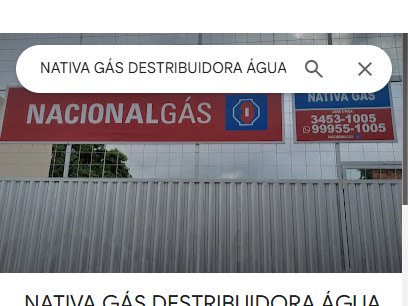 NATIVA GÁS DESTRIBUIDORA ÁGUA
NACIONALGÁS
NATIVA GÁS
3453-1005
99955-1005
NATIVA GÁS DESTRIBUIDORA ÁGUA